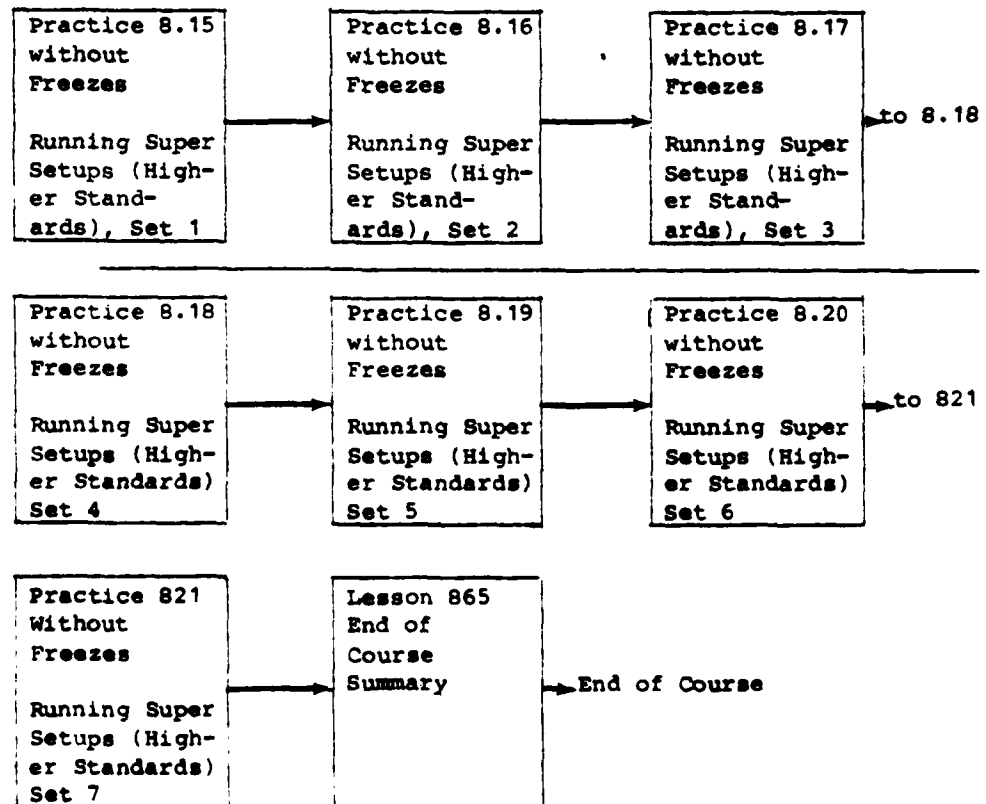 Practice 8.15
without
Freezes
Running Super
Setups (High-
er Stand-
ards), Set 1
Practice 8.16
without
Freezes
Running Super
Setups (High-
er Stand-
ards), Set 2
Practice 8.17
without
Freezes
Running Super
Setups (High-
er Stand-
ards), Set 3
to 8.18
Practice 8.18
without
Freezes
Running Super
Setups (High-
er Standards)
Set 4
Practice 8.19
without
Freezes
Running Super
Setups (High-
er Standards)
Set 5
Practice 8.20
without
Freezes
Running Super
Setups (High-
er Standards)
Set 6
to 821
Practice 821
Without
Freezes
Running Super
Setups (High-
er Standards)
Set 7
Lesson 865
End of
Course
Summary
End of Course